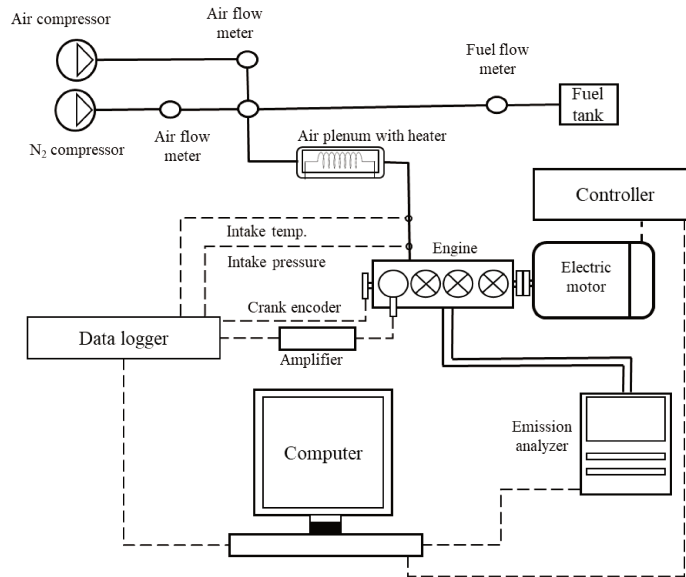 Air compressor
Air flow
meter
Fuel flow
meter
Fuel
tank
N₂ compressor
Air flow
meter
Air plenum with heater
Controller
Intake temp.
Engine
Intake pressure
Electric
motor
Crank encoder
Data logger
Amplifier
Emission
analyzer
Computer